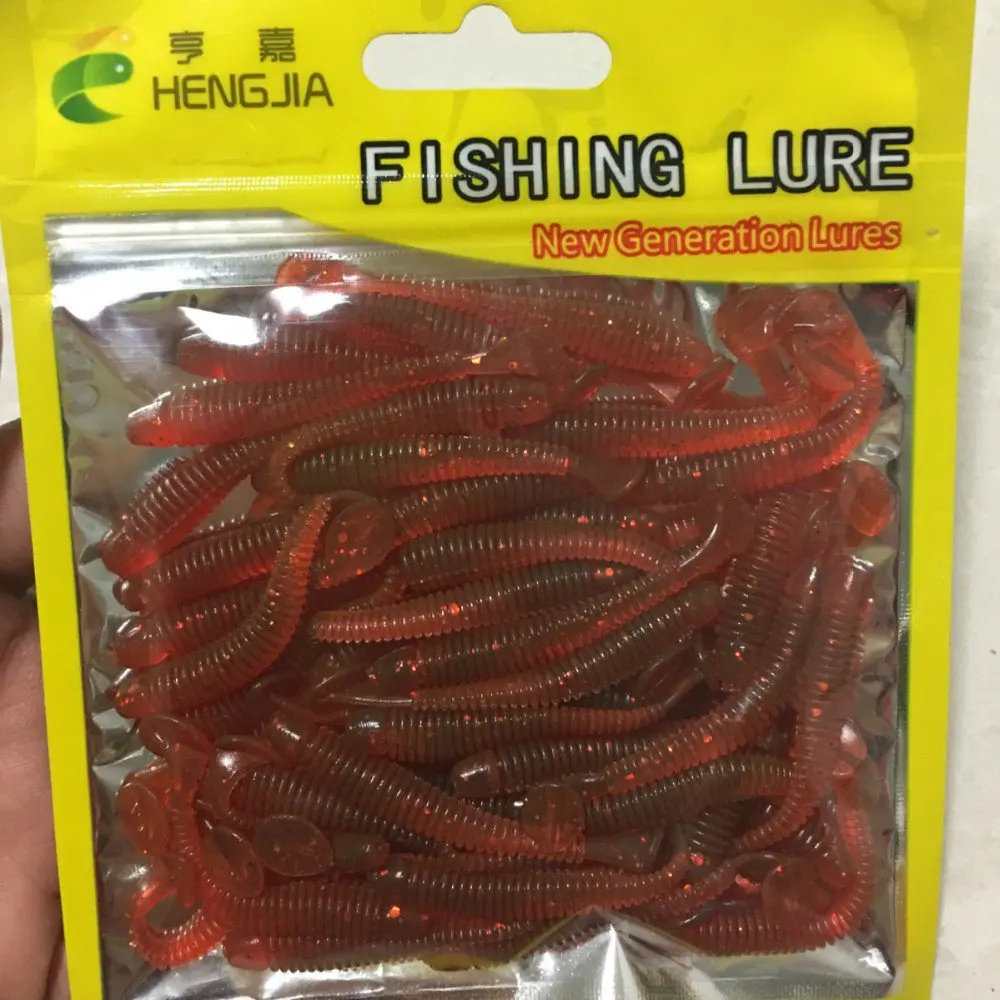 亨嘉
HENGJIA
FISHING LURE
New Generation Lures